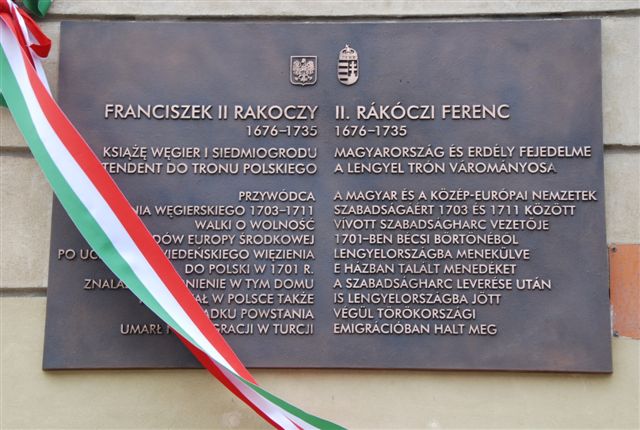 FRANCISZEK II RAKOCZY
1676–1735
KSIĄŻĘ WĘGIER I SIEDMIOGRODU
TENDENT DO TRONU POLSKIEGO
PRZYWÓDCA
NIA WĘGIERSKIEGO 1703–1711
WALKI O WOLNOŚĆ
DÓW EUROPY ŚRODKOWEJ
PO UC WIEDEŃSKIEGO WIĘZIENIA
DO POLSKI W 1701 R.
ZNALA NIENIE W TYM DOMU
AŁ W POLSCE TAKŻE
ADKU POWSTANIA
UMARŁ GRACJI W TURCJI
II. RÁKÓCZI FERENC
1676–1735
MAGYARORSZÁG ÉS ERDÉLY FEJEDELME
A LENGYEL TRÓN VÁROMÁNYOSA
A MAGYAR ÉS A KÖZÉP-EURÓPAI NEMZETEK
SZABADSÁGÁÉRT 1703 ÉS 1711 KÖZÖTT
VÍVOTT SZABADSÁGHARC VEZETŐJE
1701-BEN BÉCSI BÖRTÖNÉBŐL
LENGYELORSZÁGBA MENEKÜLVE
E HÁZBAN TALÁLT MENEDÉKET
A SZABADSÁGHARC LEVERÉSE UTÁN
IS LENGYELORSZÁGBA JÖTT
VÉGÜL TÖRÖKORSZÁGI
EMIGRÁCIÓBAN HALT MEG